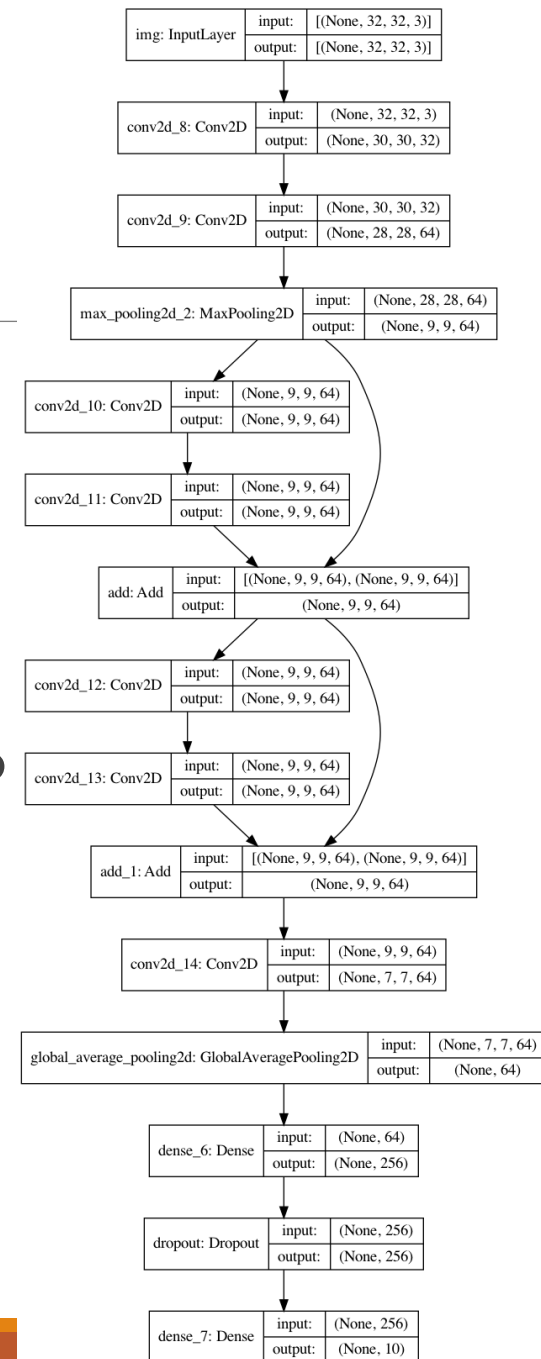 img: InputLayer
input: [(None, 32, 32, 3)]
output: [(None, 32, 32, 3)]
conv2d_8: Conv2D
input: (None, 32, 32, 3)
output: (None, 30, 30, 32)
conv2d_9: Conv2D
input: (None, 30, 30, 32)
output: (None, 28, 28, 64)
max_pooling2d_2: MaxPooling2D
input: (None, 28, 28, 64)
output: (None, 9, 9, 64)
conv2d_10: Conv2D
input: (None, 9, 9, 64)
output: (None, 9, 9, 64)
conv2d_11: Conv2D
input: (None, 9, 9, 64)
output: (None, 9, 9, 64)
add: Add
input: [(None, 9, 9, 64), (None, 9, 9, 64)]
output: (None, 9, 9, 64)
conv2d_12: Conv2D
input: (None, 9, 9, 64)
output: (None, 9, 9, 64)
conv2d_13: Conv2D
input: (None, 9, 9, 64)
output: (None, 9, 9, 64)
add_1: Add
input: [(None, 9, 9, 64), (None, 9, 9, 64)]
output: (None, 9, 9, 64)
conv2d_14: Conv2D
input: (None, 9, 9, 64)
output: (None, 7, 7, 64)
global_average_pooling2d: GlobalAveragePooling2D
input: (None, 7, 7, 64)
output: (None, 64)
dense_6: Dense
input: (None, 64)
output: (None, 256)
dropout: Dropout
input: (None, 256)
output: (None, 256)
dense_7: Dense
input: (None, 256)
output: (None, 10)